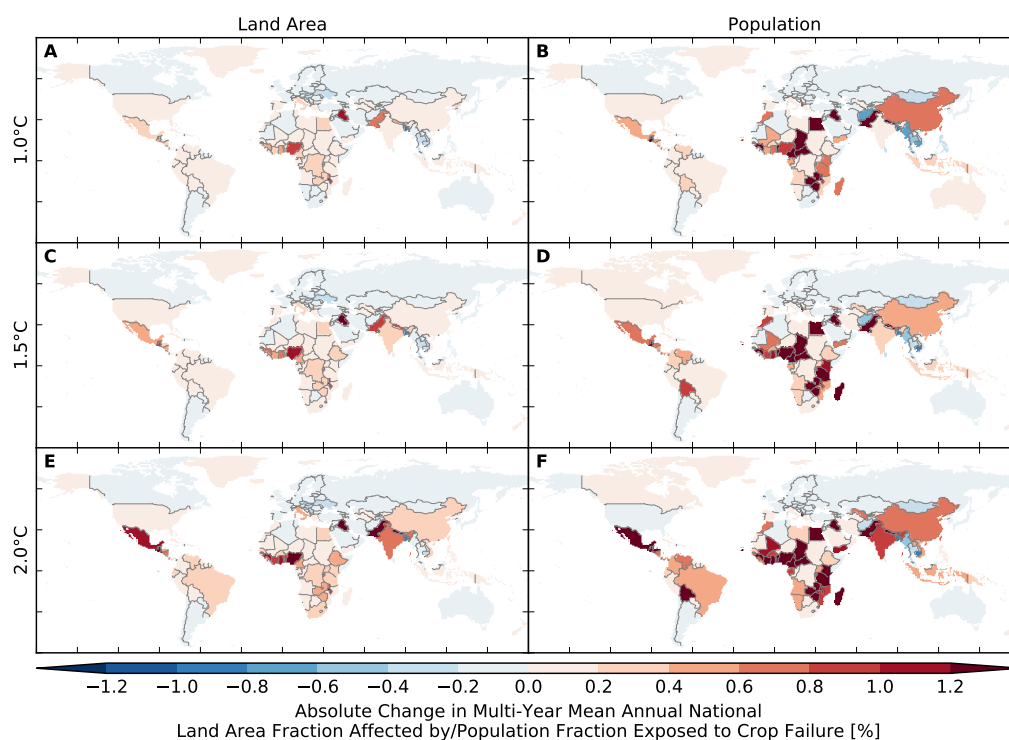 Land Area
Population
A
B
1.0°C
C
D
1.5°C
E
F
2.0°C
−1.2 −1.0 −0.8 −0.6 −0.4 −0.2 0.0 0.2 0.4 0.6 0.8 1.0 1.2
Absolute Change in Multi-Year Mean Annual National
Land Area Fraction Affected by/Population Fraction Exposed to Crop Failure [%]